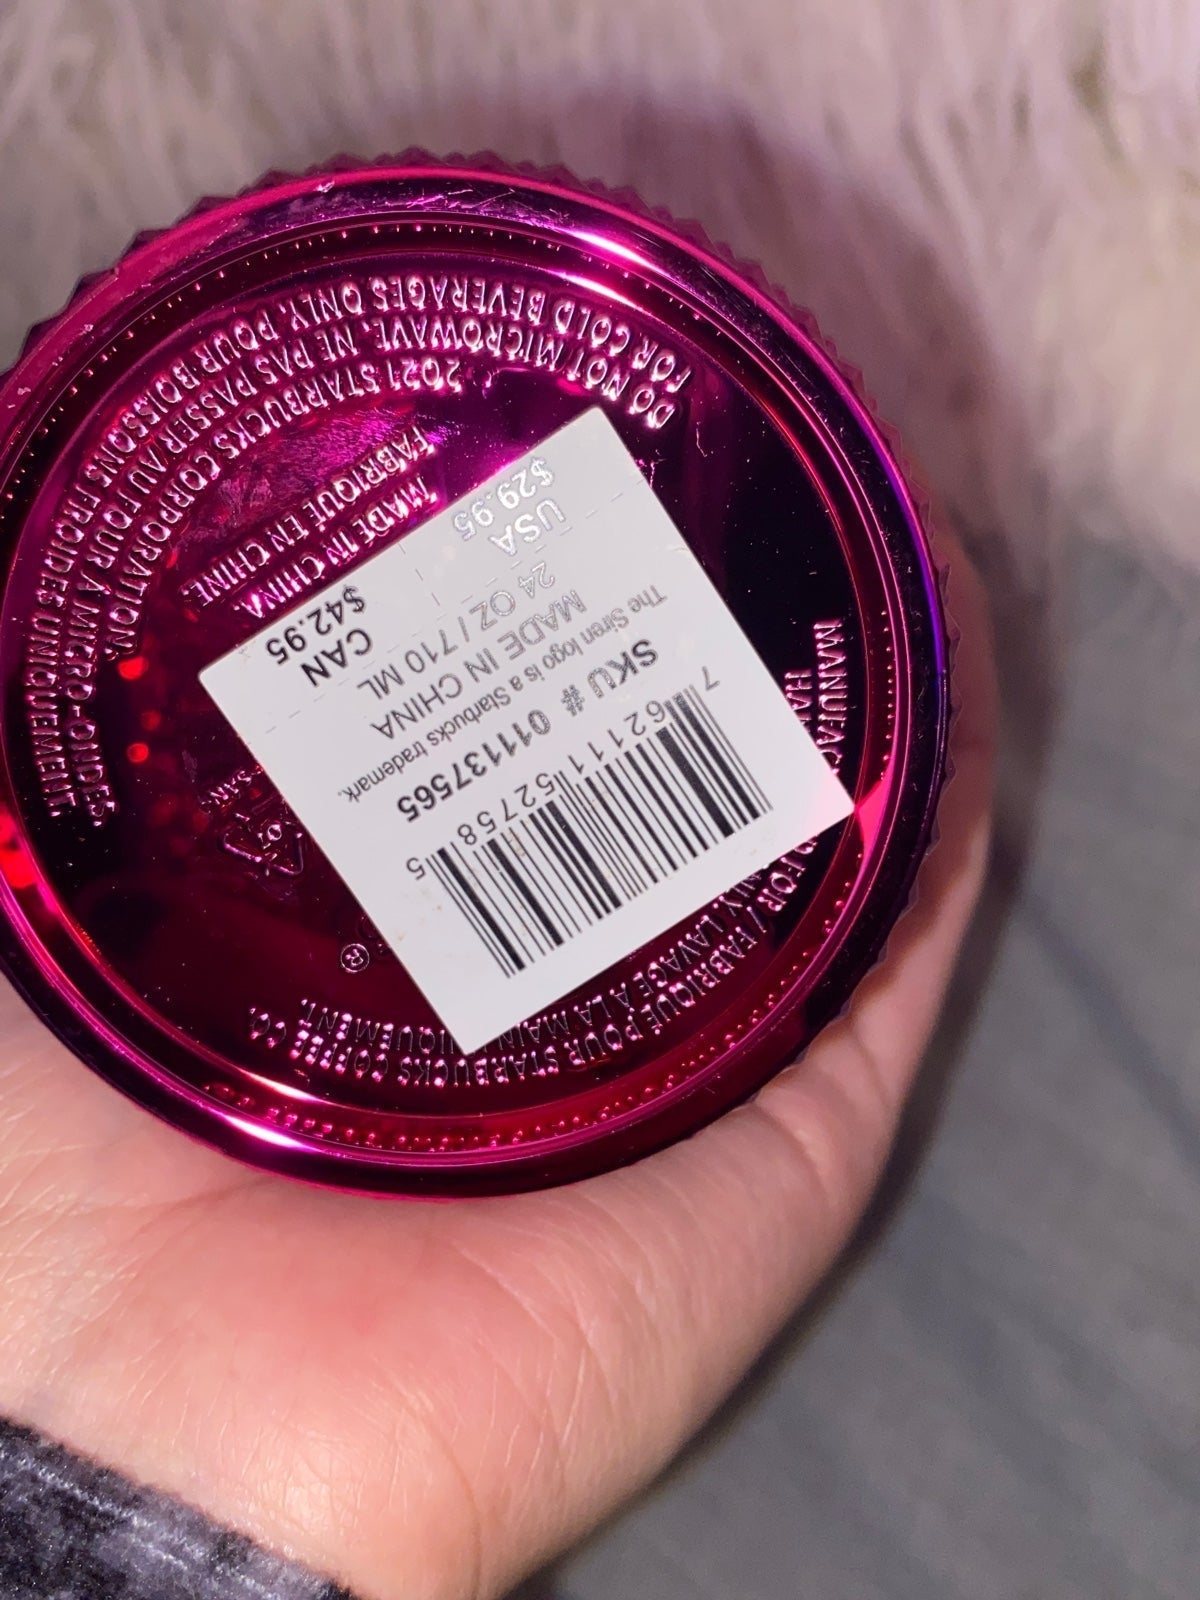 FOR COLD BEVERAGES ONLY. POUR BOISSONS FROIDES UNIQUEMENT.
DO NOT MICROWAVE. NE PAS PASSER AU FOUR À MICRO-ONDES.
2021 STARBUCKS CORPORATION.
MADE IN CHINA.
FABRIQUÉ EN CHINE
USA
$29.95
CAN
$42.95
24 OZ / 710 ML
MADE IN CHINA
The Siren logo is a Starbucks trademark.
SKU # 011137565
7 62111 52758 5
07
®
FOR / FABRIQUÉ POUR STARBUCKS COFFEE CO.
LAVAGE À LA MAIN